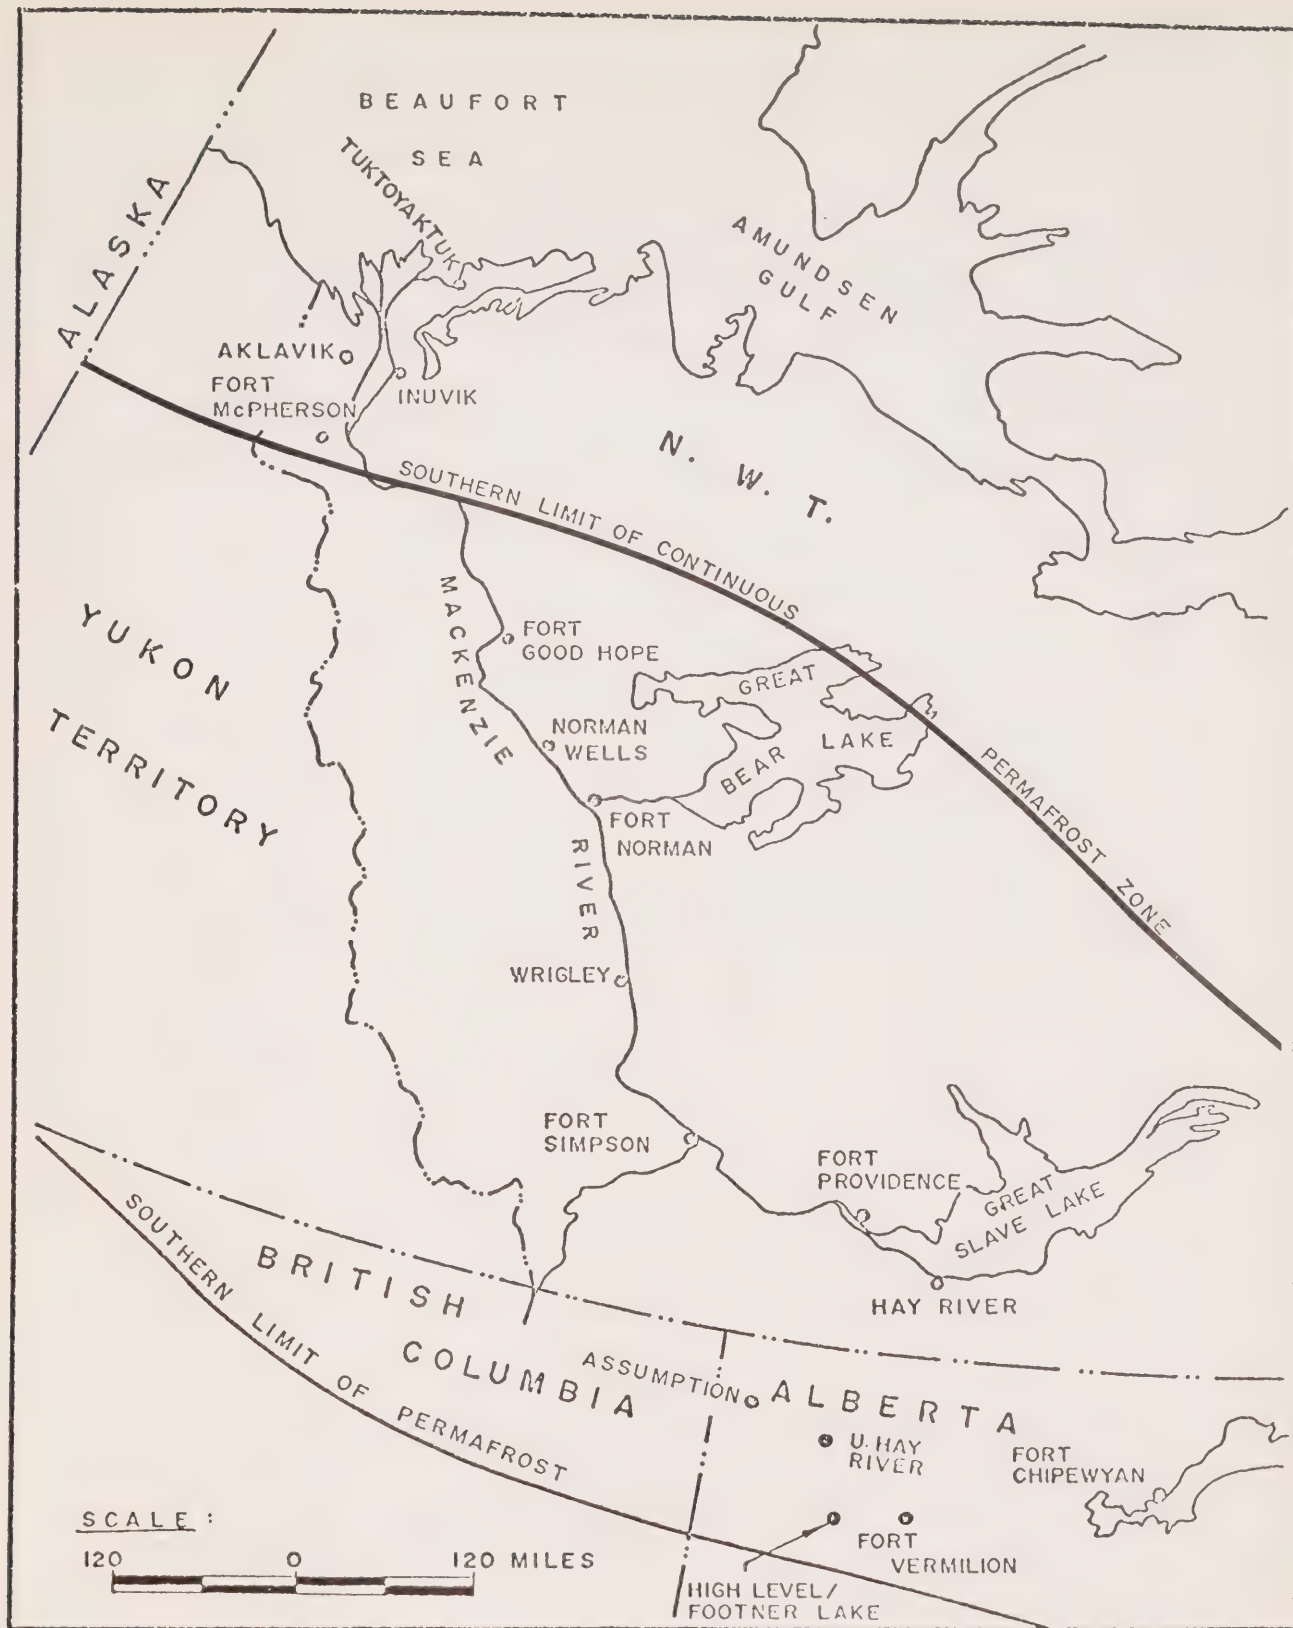 BEAUFORT
SEA
TUKTOYAKTUK
ALASKA
AMUNDSEN
GULF
AKLAVIK
INUVIK
FORT
McPHERSON
N. W. T.
SOUTHERN LIMIT OF CONTINUOUS
PERMAFROST ZONE
YUKON
TERRITORY
MACKENZIE
RIVER
FORT
GOOD HOPE
GREAT
BEAR
LAKE
NORMAN
WELLS
FORT
NORMAN
WRIGLEY
FORT
SIMPSON
FORT
PROVIDENCE
GREAT
SLAVE LAKE
HAY RIVER
BRITISH
COLUMBIA
SOUTHERN LIMIT OF PERMAFROST
ASSUMPTION
ALBERTA
U. HAY
RIVER
FORT
CHIPEWYAN
FORT
VERMILION
HIGH LEVEL/
FOOTNER LAKE
SCALE :
120 0 120 MILES